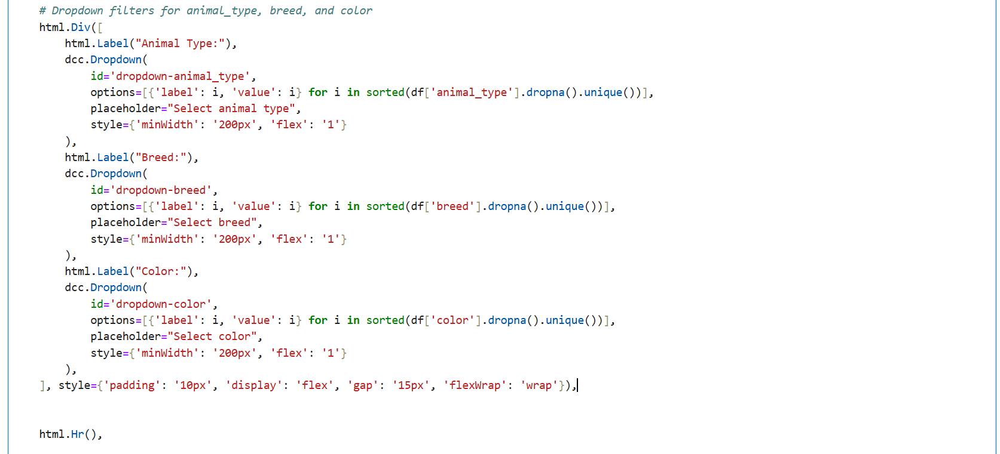 # Dropdown filters for animal_type, breed, and color
html.Div([
    html.Label("Animal Type:"),
    dcc.Dropdown(
        id='dropdown-animal_type',
        options=[{'label': i, 'value': i} for i in sorted(df['animal_type'].dropna().unique())],
        placeholder="Select animal type",
        style={'minWidth': '200px', 'flex': '1'}
    ),
    html.Label("Breed:"),
    dcc.Dropdown(
        id='dropdown-breed',
        options=[{'label': i, 'value': i} for i in sorted(df['breed'].dropna().unique())],
        placeholder="Select breed",
        style={'minWidth': '200px', 'flex': '1'}
    ),
    html.Label("Color:"),
    dcc.Dropdown(
        id='dropdown-color',
        options=[{'label': i, 'value': i} for i in sorted(df['color'].dropna().unique())],
        placeholder="Select color",
        style={'minWidth': '200px', 'flex': '1'}
    ),
], style={'padding': '10px', 'display': 'flex', 'gap': '15px', 'flexWrap': 'wrap'}),
html.Hr(),